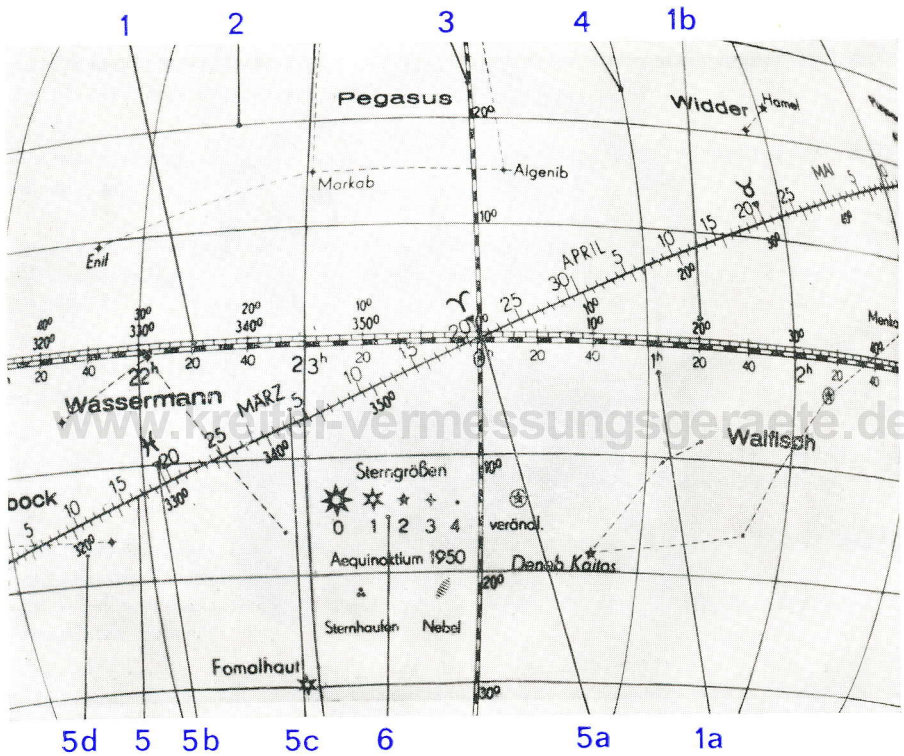 1 2 3 4 1b
Pegasus
20°
Widder
Hamel
Markab
Algenib
MAI
5
10°
♉
20
25
15
10
5
Enif
APRIL
30
25
♈
20
10°
20°
30°
40° 30° 20° 10°
320° 330° 340° 350°
10° 20° 30° 40°
20 40 22h 20 40 23h 20 40 20 40 1h 20 40 2h 20 40
Menka
Wassermann
MÄRZ
5
10
15
350°
340°
25
20
♓
330°
www.kreitel-vermessungsgeraete.de
Walfisch
bock
5
10
15
320°
10°
Sterngrößen
0 1 2 3 4 verändl.
Aequinoktium 1950
Deneb Kaitos
20°
Sternhaufen Nebel
Fomalhaut
30°
5d 5 5b 5c 6 5a 1a